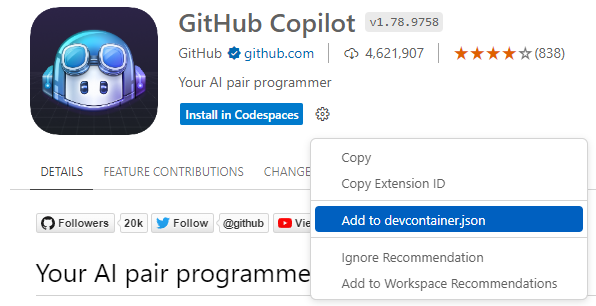 GitHub Copilot v1.78.9758
GitHub github.com 4,621,907 (838)
Your AI pair programmer
Install in Codespaces
Copy
Copy Extension ID
Add to devcontainer.json
Ignore Recommendation
Add to Workspace Recommendations
DETAILS FEATURE CONTRIBUTIONS CHANGE
Followers 20k Follow @github Vie
Your AI pair programme